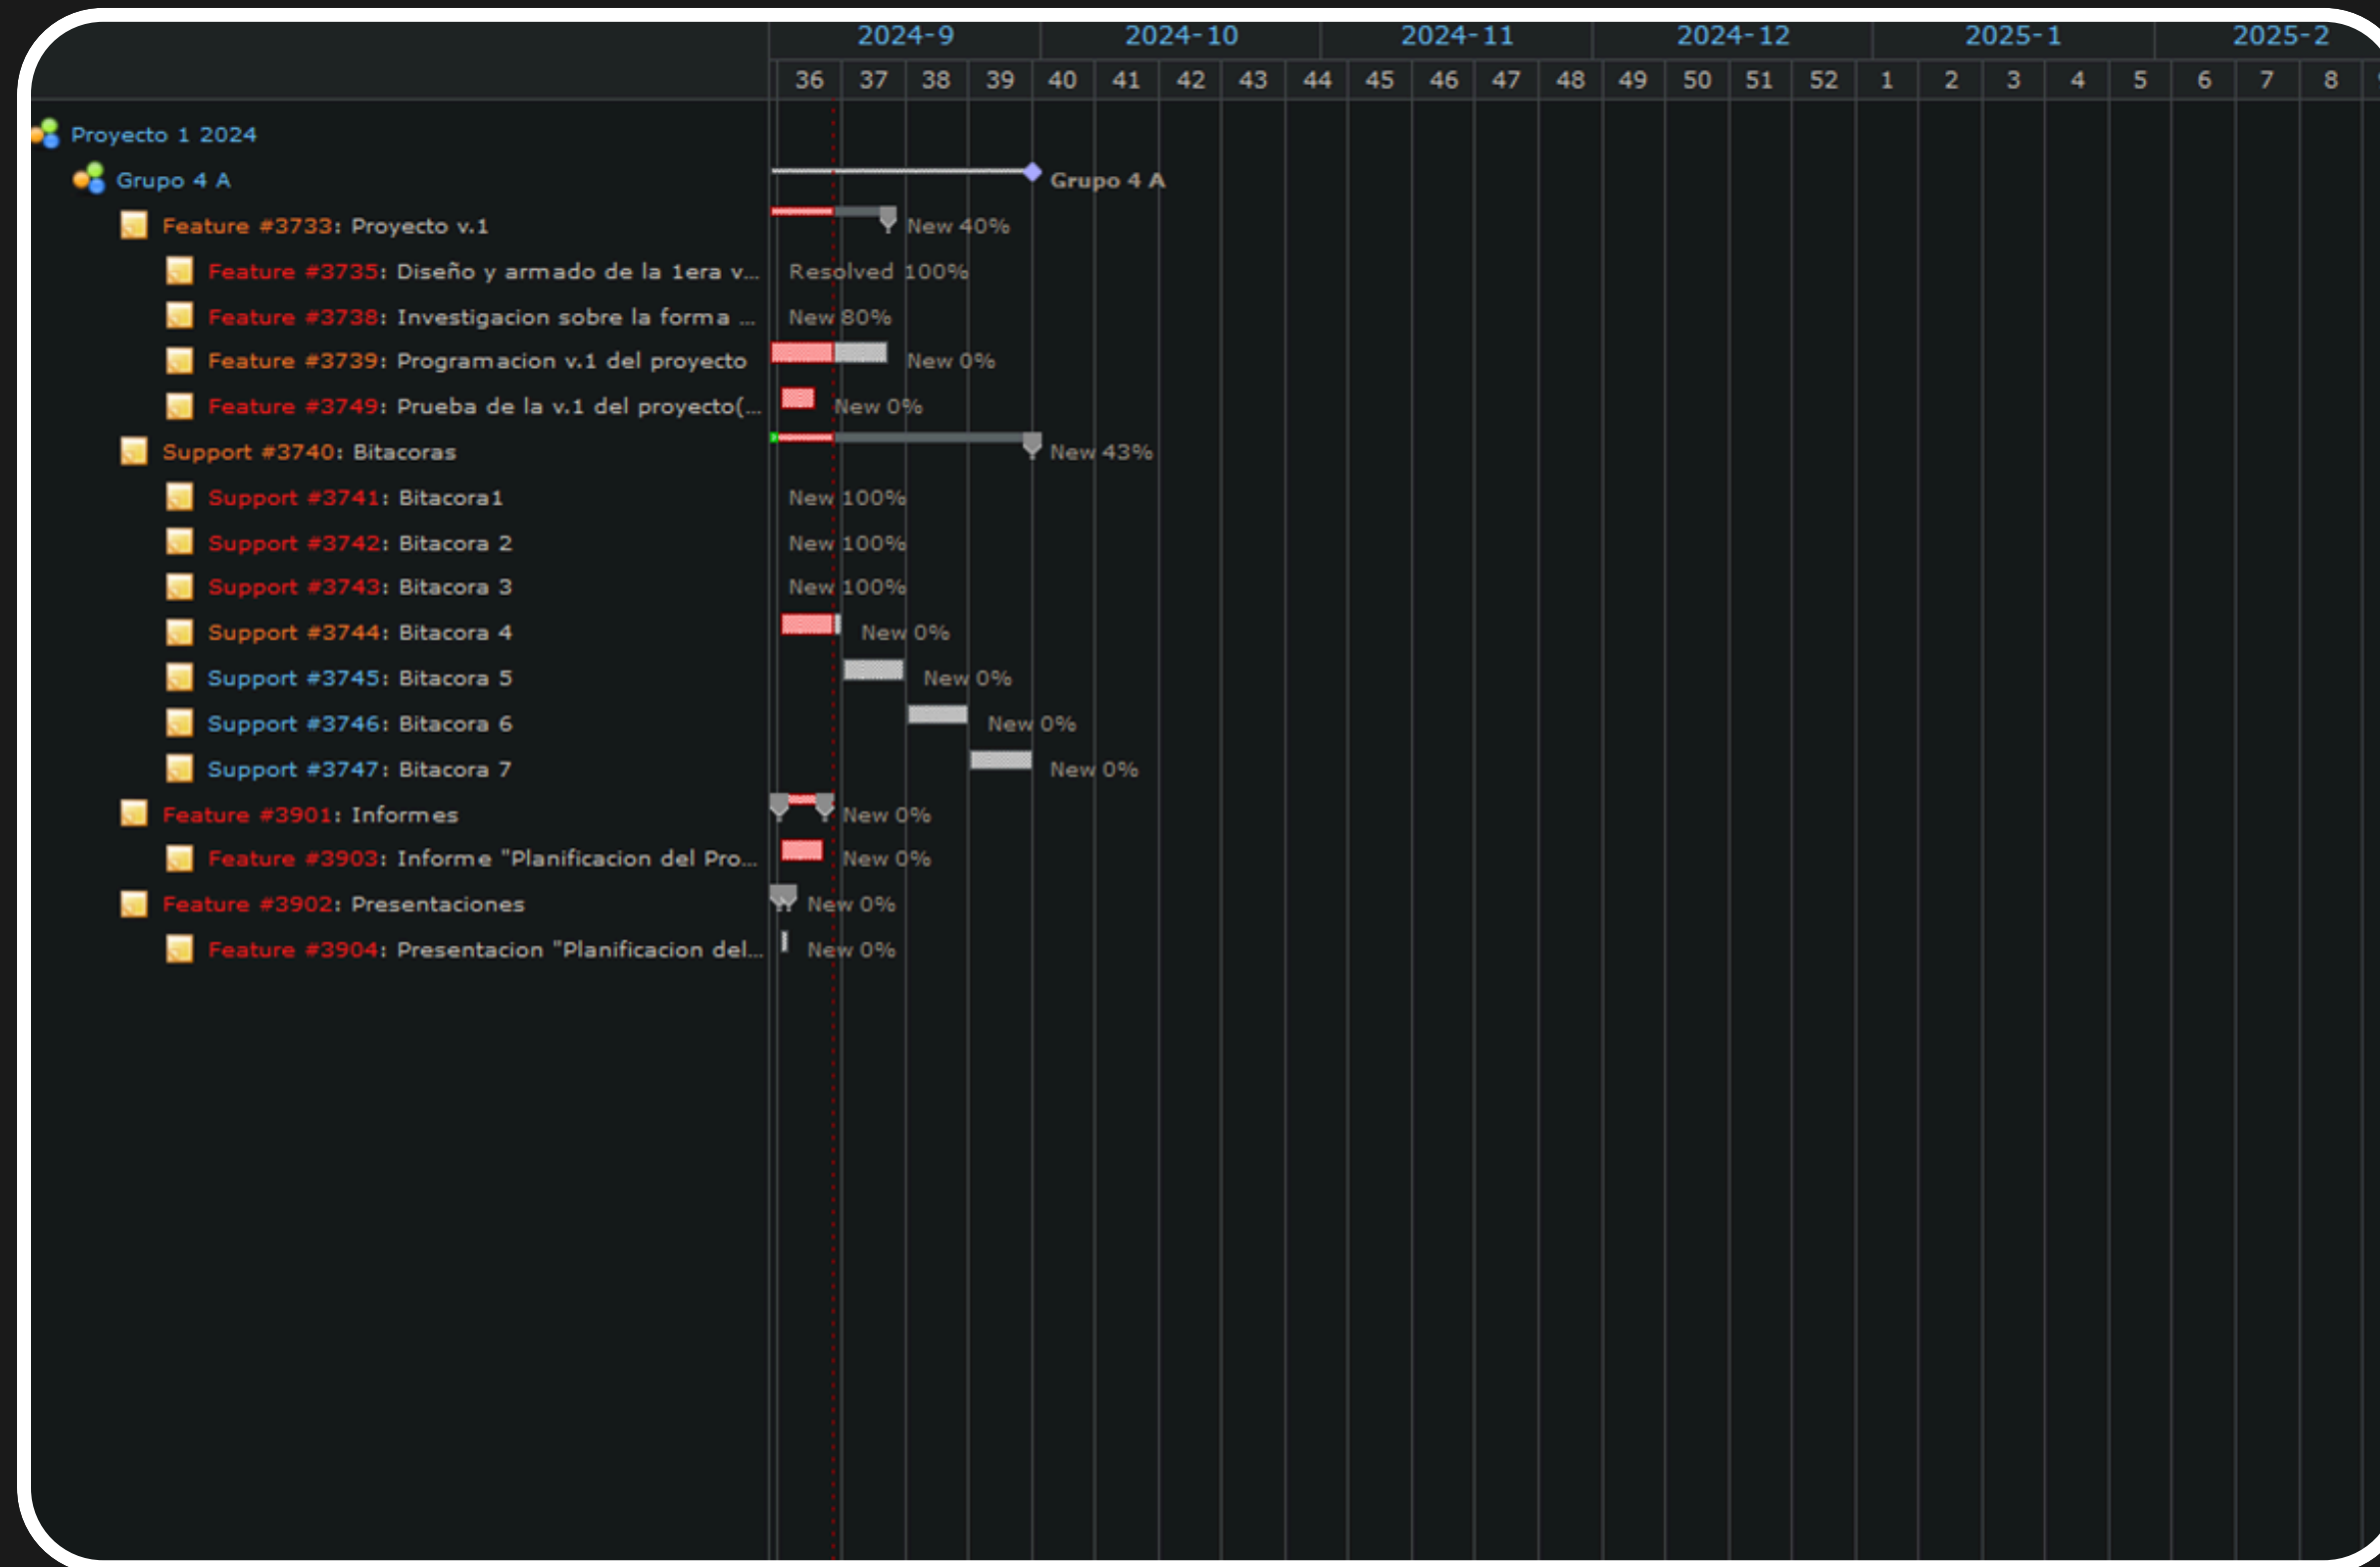 2024-9 2024-10 2024-11 2024-12 2025-1 2025-2
36 37 38 39 40 41 42 43 44 45 46 47 48 49 50 51 52 1 2 3 4 5 6 7 8
Proyecto 1 2024
Grupo 4 A Grupo 4 A
Feature #3733: Proyecto v.1 New 40%
Feature #3735: Diseño y armado de la 1era v... Resolved 100%
Feature #3738: Investigacion sobre la forma ... New 80%
Feature #3739: Programacion v.1 del proyecto New 0%
Feature #3749: Prueba de la v.1 del proyecto(... New 0%
Support #3740: Bitacoras New 43%
Support #3741: Bitacora1 New 100%
Support #3742: Bitacora 2 New 100%
Support #3743: Bitacora 3 New 100%
Support #3744: Bitacora 4 New 0%
Support #3745: Bitacora 5 New 0%
Support #3746: Bitacora 6 New 0%
Support #3747: Bitacora 7 New 0%
Feature #3901: Informes New 0%
Feature #3903: Informe "Planificacion del Pro... New 0%
Feature #3902: Presentaciones New 0%
Feature #3904: Presentacion "Planificacion del... New 0%